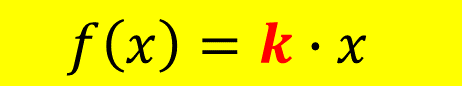 f(x) = k · x